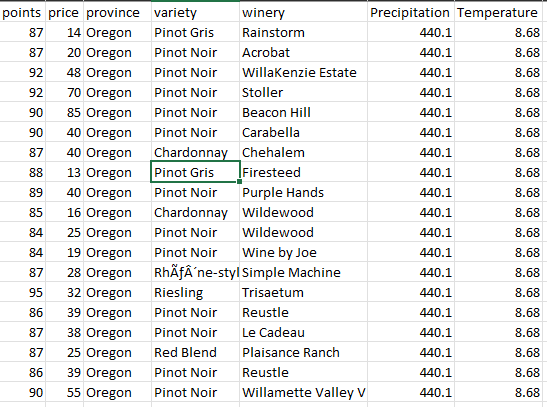 points price province variety winery Precipitation Temperature
87 14 Oregon Pinot Gris Rainstorm 440.1 8.68
87 20 Oregon Pinot Noir Acrobat 440.1 8.68
92 48 Oregon Pinot Noir WillaKenzie Estate 440.1 8.68
92 70 Oregon Pinot Noir Stoller 440.1 8.68
90 85 Oregon Pinot Noir Beacon Hill 440.1 8.68
90 40 Oregon Pinot Noir Carabella 440.1 8.68
87 40 Oregon Chardonnay Chehalem 440.1 8.68
88 13 Oregon Pinot Gris Firesteed 440.1 8.68
89 40 Oregon Pinot Noir Purple Hands 440.1 8.68
85 16 Oregon Chardonnay Wildewood 440.1 8.68
84 25 Oregon Pinot Noir Wildewood 440.1 8.68
84 19 Oregon Pinot Noir Wine by Joe 440.1 8.68
87 28 Oregon RhÃƒÂ´ne-styl Simple Machine 440.1 8.68
95 32 Oregon Riesling Trisaetum 440.1 8.68
86 39 Oregon Pinot Noir Reustle 440.1 8.68
87 38 Oregon Pinot Noir Le Cadeau 440.1 8.68
87 25 Oregon Red Blend Plaisance Ranch 440.1 8.68
86 39 Oregon Pinot Noir Reustle 440.1 8.68
90 55 Oregon Pinot Noir Willamette Valley V 440.1 8.68